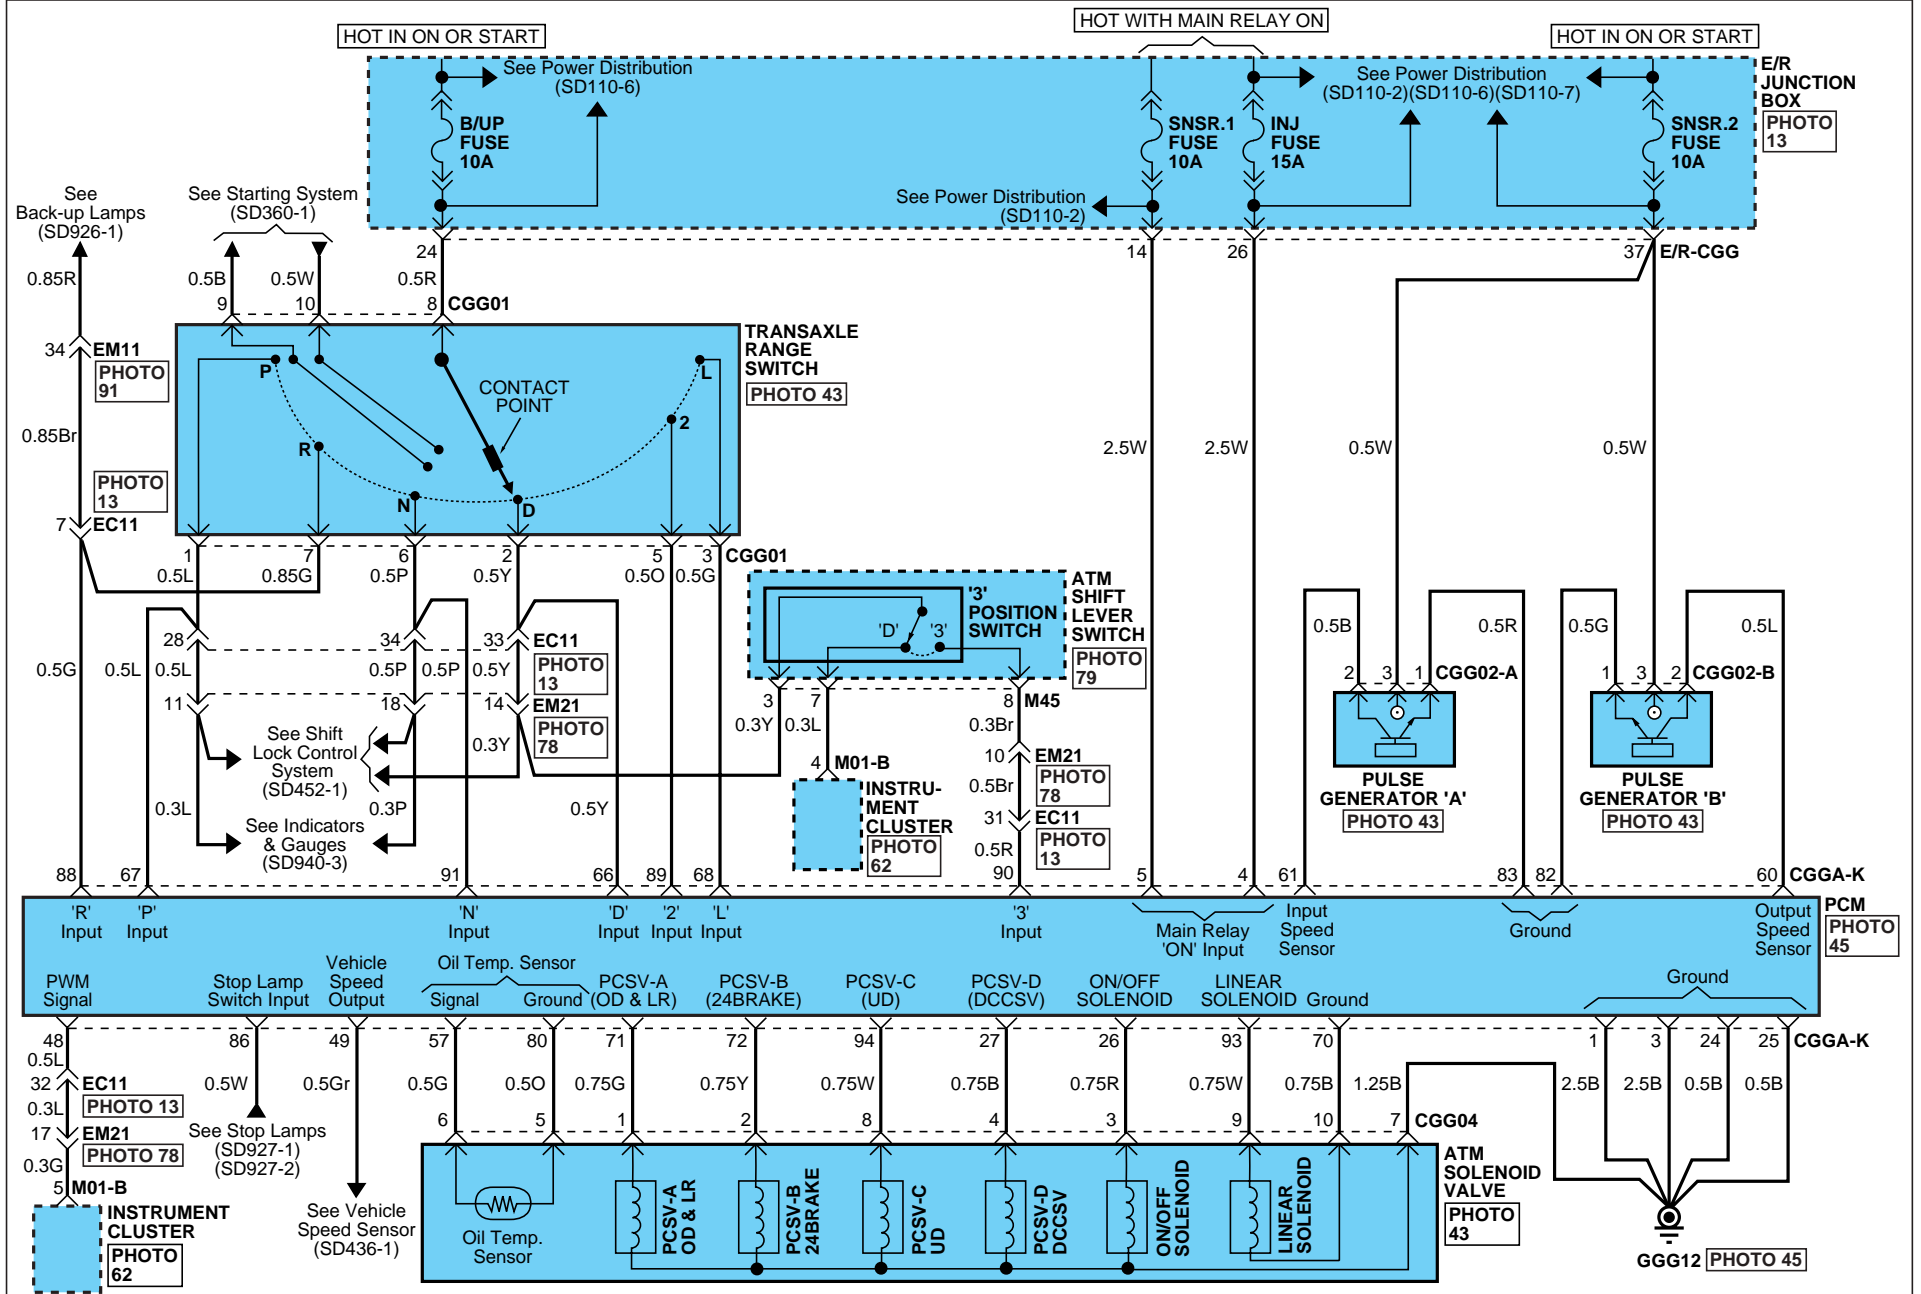 HOT IN ON OR START
HOT WITH MAIN RELAY ON
HOT IN ON OR START
See Power Distribution
(SD110-6)
See Power Distribution
(SD110-2)(SD110-6)(SD110-7)
E/R
JUNCTION
BOX
PHOTO
13
B/UP
FUSE
10A
SNSR.1
FUSE
10A
INJ
FUSE
15A
SNSR.2
FUSE
10A
See Power Distribution
(SD110-2)
See
Back-up Lamps
(SD926-1)
See Starting System
(SD360-1)
24
14
26
37
E/R-CGG
0.85R
0.5B
0.5W
0.5R
9
10
8
CGG01
34
EM11
PHOTO
91
TRANSAXLE
RANGE
SWITCH
PHOTO 43
P
CONTACT
POINT
L
R
2
N
D
0.85Br
2.5W
2.5W
0.5W
0.5W
PHOTO
13
7
EC11
1
7
6
2
5
3
CGG01
0.5L
0.85G
0.5P
0.5Y
0.5O
0.5G
'3'
POSITION
SWITCH
'D'
'3'
ATM
SHIFT
LEVER
SWITCH
PHOTO
79
28
34
33
EC11
PHOTO
13
0.5G
0.5L
0.5L
0.5P
0.5P
0.5Y
0.5B
0.5R
0.5G
0.5L
2
3
1
CGG02-A
1
3
2
CGG02-B
11
18
14
EM21
PHOTO
78
3
7
8
M45
0.3Y
0.3L
0.3Br
See Shift
Lock Control
System
(SD452-1)
0.3Y
4
M01-B
10
EM21
PHOTO
78
0.5Br
PULSE
GENERATOR 'A'
PHOTO 43
PULSE
GENERATOR 'B'
PHOTO 43
0.3L
0.3P
0.5Y
INSTRU-
MENT
CLUSTER
PHOTO
62
31
EC11
PHOTO
13
0.5R
See Indicators
& Gauges
(SD940-3)
88
67
91
66
89
68
90
5
4
61
83
82
60
CGGA-K
'R'
Input
'P'
Input
'N'
Input
'D'
Input
'2'
Input
'L'
Input
'3'
Input
Main Relay
'ON' Input
Input
Speed
Sensor
Ground
Output
Speed
Sensor
PCM
PHOTO
45
PWM
Signal
Stop Lamp
Switch Input
Vehicle
Speed
Output
Oil Temp. Sensor
Signal
Ground
PCSV-A
(OD & LR)
PCSV-B
(24BRAKE)
PCSV-C
(UD)
PCSV-D
(DCCSV)
ON/OFF
SOLENOID
LINEAR
SOLENOID
Ground
Ground
48
86
49
57
80
71
72
94
27
26
93
70
1
3
24
25
CGGA-K
0.5L
32
EC11
PHOTO 13
0.3L
0.5W
0.5Gr
0.5G
0.5O
0.75G
0.75Y
0.75W
0.75B
0.75R
0.75W
0.75B
1.25B
2.5B
2.5B
0.5B
0.5B
17
EM21
PHOTO 78
0.3G
See Stop Lamps
(SD927-1)
(SD927-2)
6
5
1
2
8
4
3
9
10
7
CGG04
5
M01-B
INSTRUMENT
CLUSTER
PHOTO
62
See Vehicle
Speed Sensor
(SD436-1)
Oil Temp.
Sensor
PCSV-A
OD & LR
PCSV-B
24BRAKE
PCSV-C
UD
PCSV-D
DCCSV
ON/OFF
SOLENOID
LINEAR
SOLENOID
ATM
SOLENOID
VALVE
PHOTO
43
GGG12
PHOTO 45